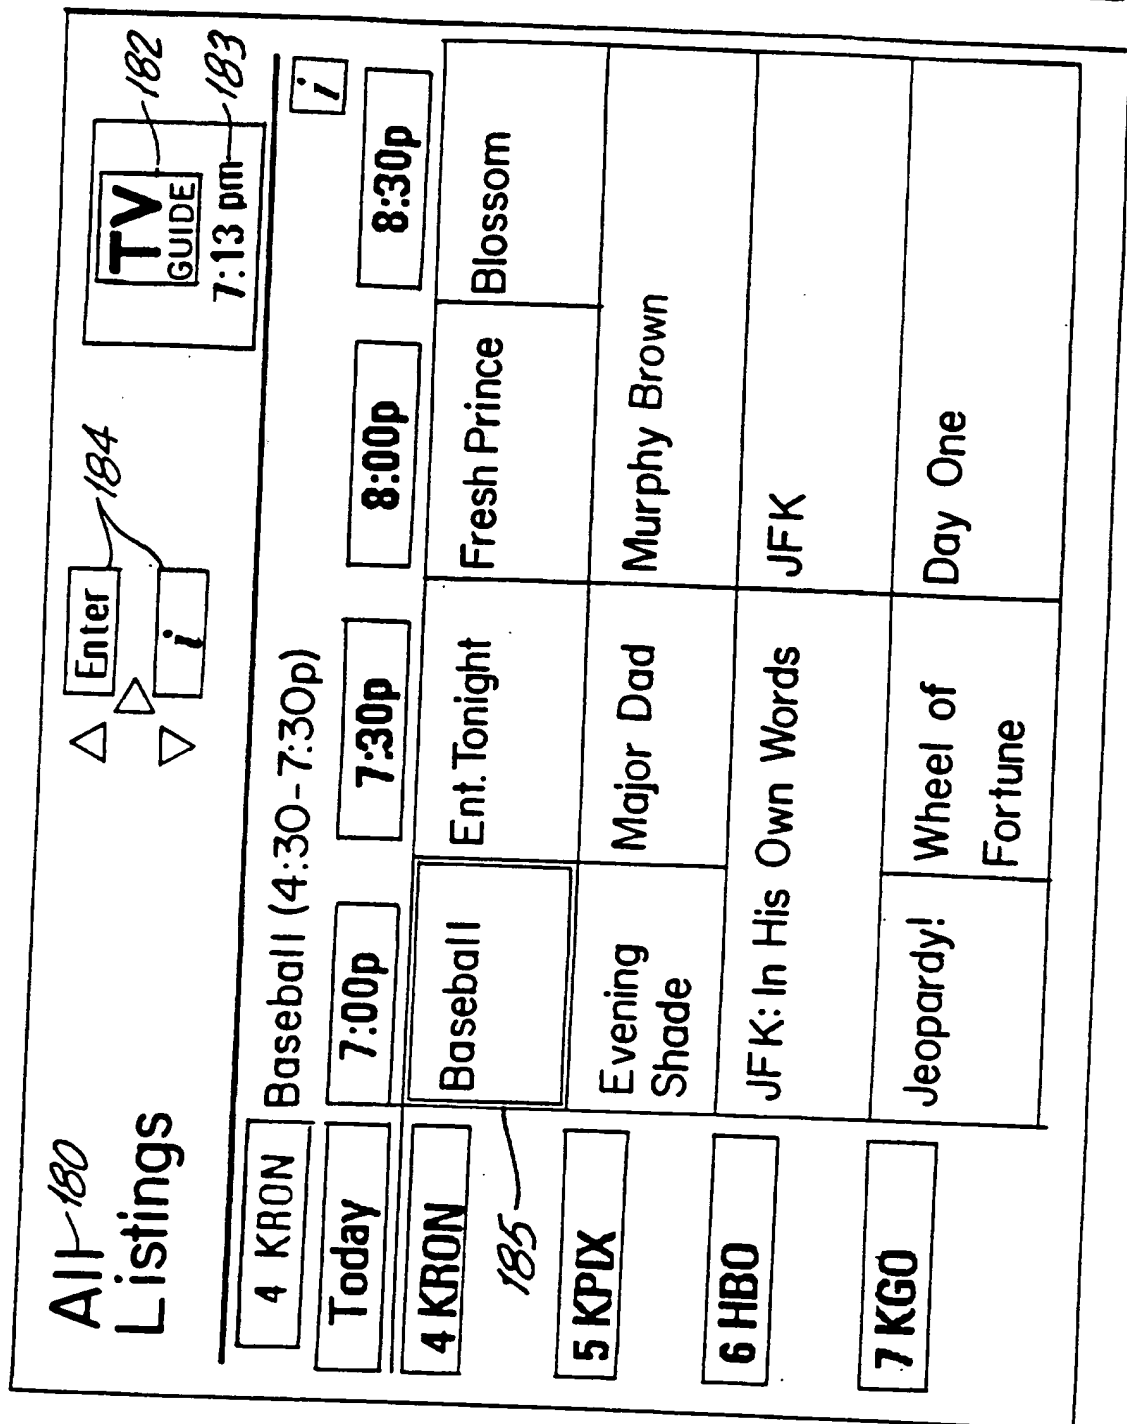 All 180
Listings
Enter
i
184
TV
GUIDE
7:13 pm
182
183
4 KRON Baseball (4:30-7:30p) i
Today 7:00p 7:30p 8:00p 8:30p
4 KRON Baseball Ent. Tonight Fresh Prince Blossom
185
5 KPIX Evening Shade Major Dad Murphy Brown
6 HBO JFK: In His Own Words JFK
7 KGO Jeopardy! Wheel of Fortune Day One